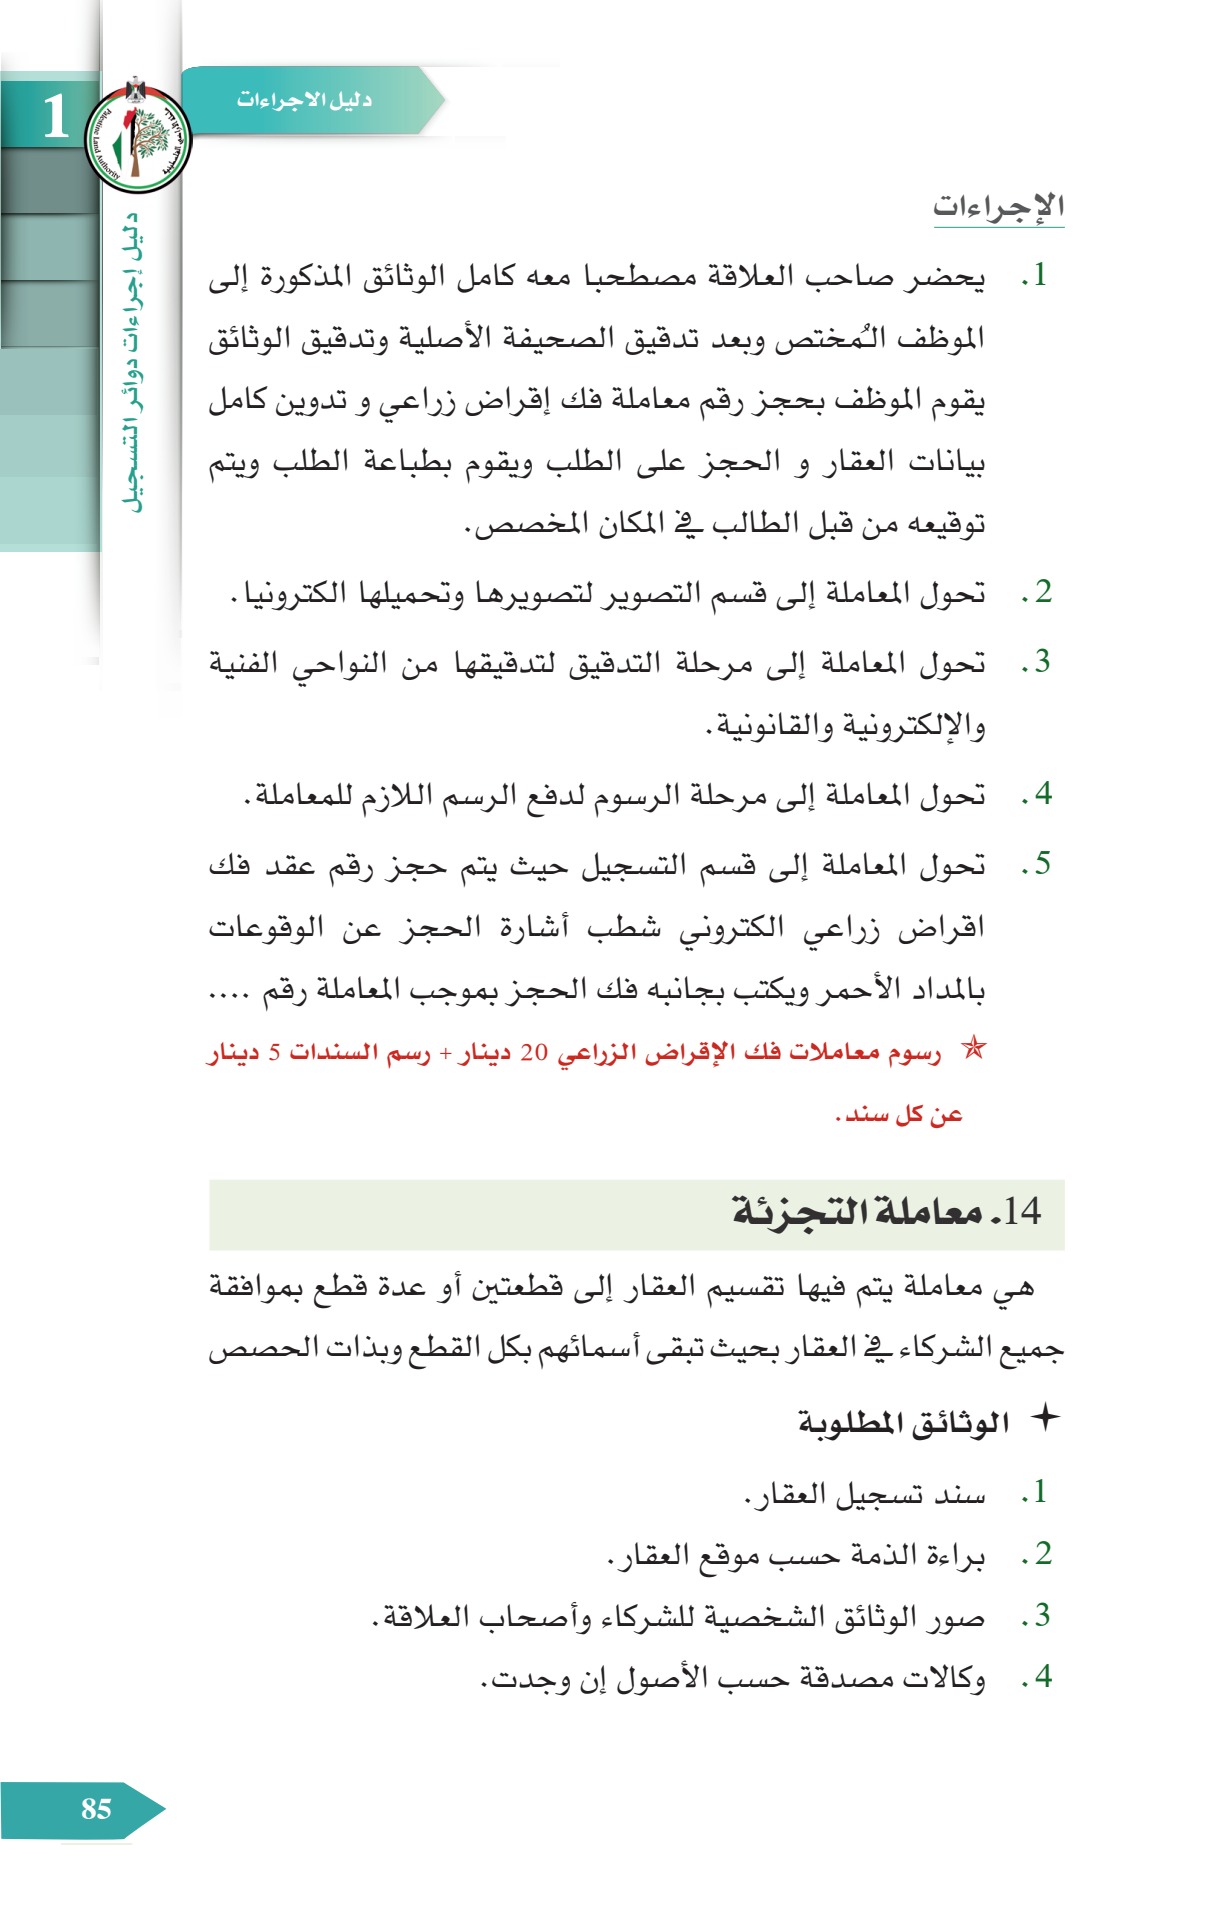 دليل الاجراءات
1
Palestine Land Authority
دليل إجراءات دوائر التسجيل
الإجراءات
1. يحضر صاحب العلاقة مصطحبا معه كامل الوثائق المذكورة إلى
الموظف المُختص وبعد تدقيق الصحيفة الأصلية وتدقيق الوثائق
يقوم الموظف بحجز رقم معاملة فك إقراض زراعي و تدوين كامل
بيانات العقار و الحجز على الطلب ويقوم بطباعة الطلب ويتم
توقيعه من قبل الطالب في المكان المخصص.
2. تحول المعاملة إلى قسم التصوير لتصويرها وتحميلها الكترونيا.
3. تحول المعاملة إلى مرحلة التدقيق لتدقيقها من النواحي الفنية
والإلكترونية والقانونية.
4. تحول المعاملة إلى مرحلة الرسوم لدفع الرسم اللازم للمعاملة.
5. تحول المعاملة إلى قسم التسجيل حيث يتم حجز رقم عقد فك
اقراض زراعي الكتروني شطب أشارة الحجز عن الوقوعات
بالمداد الأحمر ويكتب بجانبه فك الحجز بموجب المعاملة رقم ....
رسوم معاملات فك الإقراض الزراعي 20 دينار + رسم السندات 5 دينار
عن كل سند.
14. معاملة التجزئة
هي معاملة يتم فيها تقسيم العقار إلى قطعتين أو عدة قطع بموافقة
جميع الشركاء في العقار بحيث تبقى أسمائهم بكل القطع وبذات الحصص
الوثائق المطلوبة
1. سند تسجيل العقار.
2. براءة الذمة حسب موقع العقار.
3. صور الوثائق الشخصية للشركاء وأصحاب العلاقة.
4. وكالات مصدقة حسب الأصول إن وجدت.
85